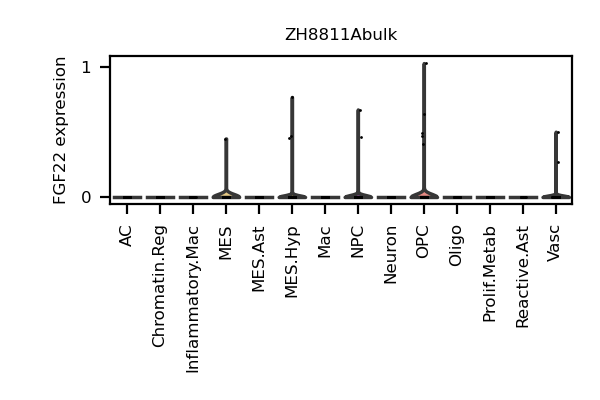 ZH8811Abulk
FGF22 expression
1
0
AC
Chromatin.Reg
Inflammatory.Mac
MES
MES.Ast
MES.Hyp
Mac
NPC
Neuron
OPC
Oligo
Prolif.Metab
Reactive.Ast
Vasc